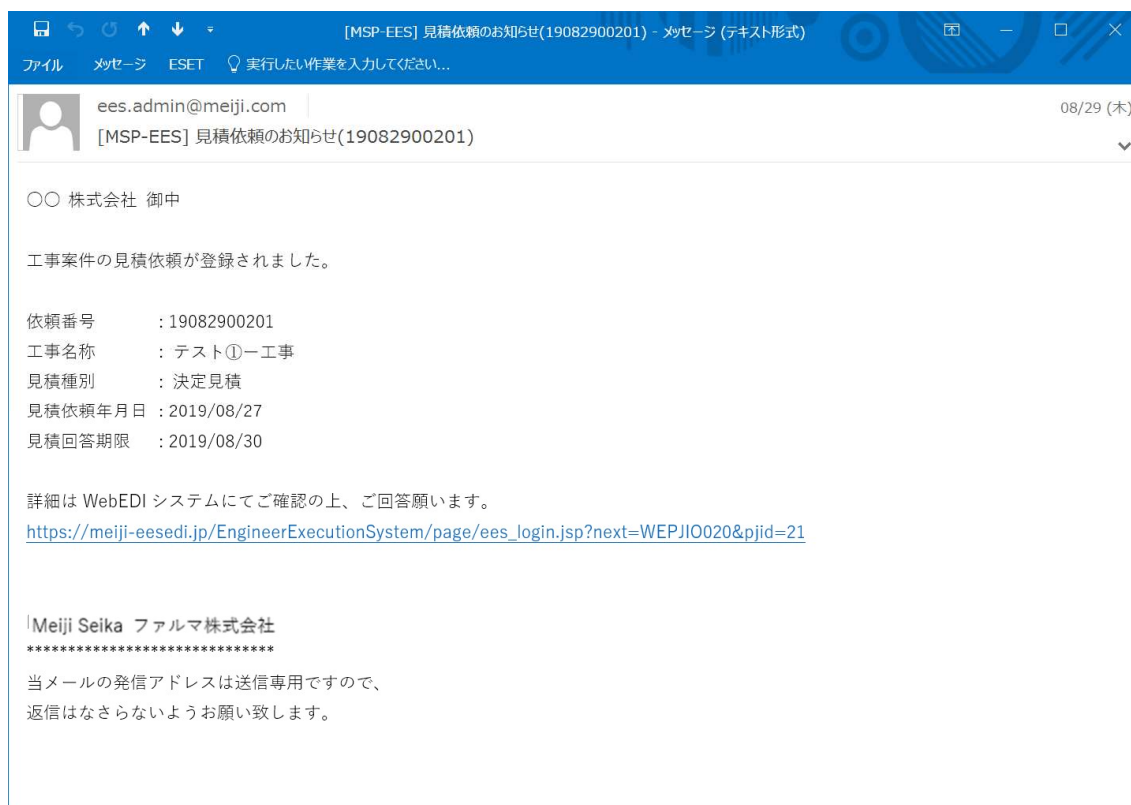 [MSP-EES] 見積依頼のお知らせ(19082900201) - メッセージ (テキスト形式)
ファイル メッセージ ESET 実行したい作業を入力してください...
ees.admin@meiji.com
08/29 (木)
[MSP-EES] 見積依頼のお知らせ(19082900201)
○○ 株式会社 御中
工事案件の見積依頼が登録されました。
依頼番号 : 19082900201
工事名称 : テスト①ー工事
見積種別 : 決定見積
見積依頼年月日 : 2019/08/27
見積回答期限 : 2019/08/30
詳細は WebEDI システムにてご確認の上、ご回答願います。
https://meiji-eesedi.jp/EngineerExecutionSystem/page/ees_login.jsp?next=WEPJIO020&pjid=21
Meiji Seika ファルマ株式会社
******************************
当メールの発信アドレスは送信専用ですので、
返信はなさらないようお願い致します。